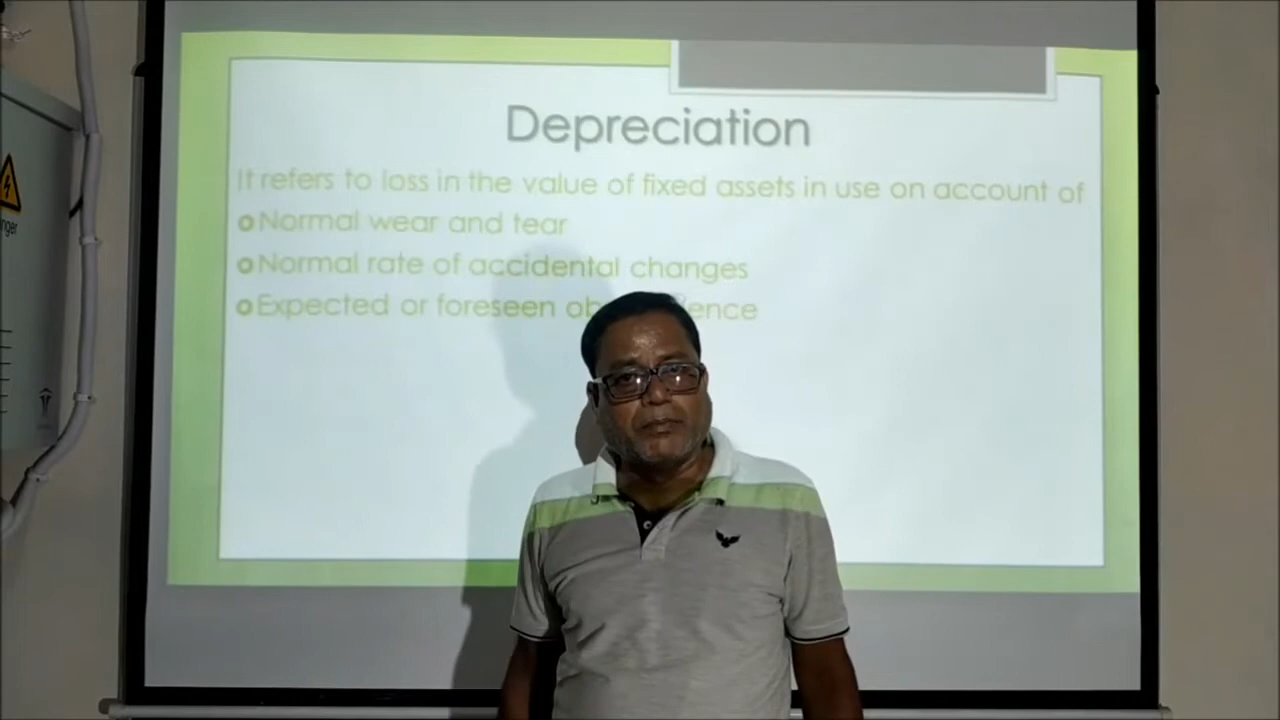 Depreciation
It refers to loss in the value of fixed assets in use on account of
Normal wear and tear
Normal rate of accidental changes
Expected or foreseen